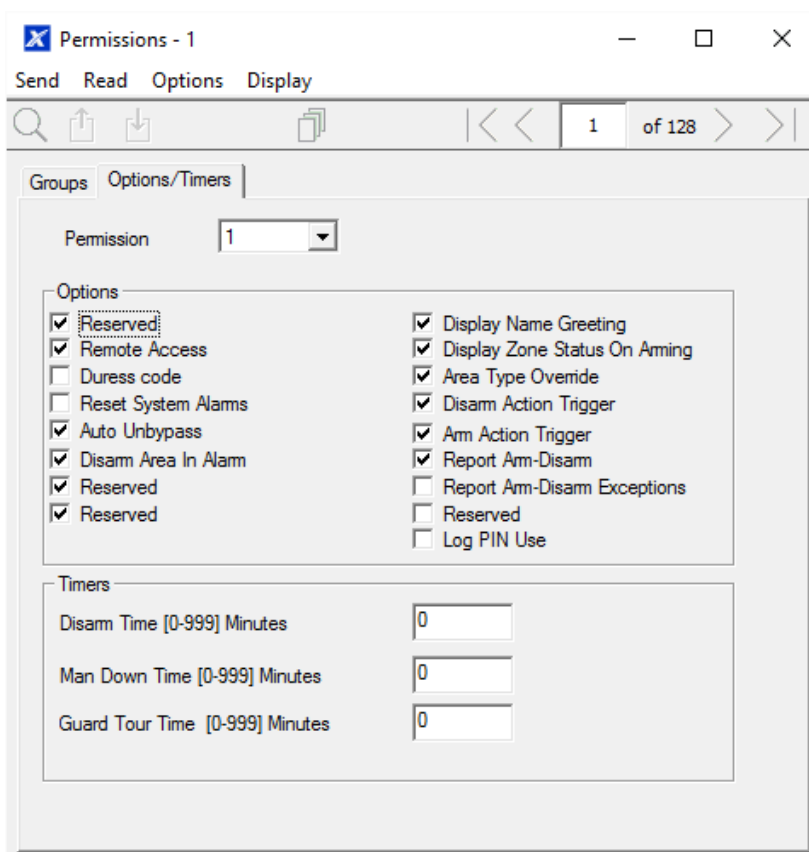 Permissions - 1
Send Read Options Display
1 of 128
Groups Options/Timers
Permission 1
Options
Reserved
Remote Access
Duress code
Reset System Alarms
Auto Unbypass
Disarm Area In Alarm
Reserved
Reserved
Display Name Greeting
Display Zone Status On Arming
Area Type Override
Disarm Action Trigger
Arm Action Trigger
Report Arm-Disarm
Report Arm-Disarm Exceptions
Reserved
Log PIN Use
Timers
Disarm Time [0-999] Minutes 0
Man Down Time [0-999] Minutes 0
Guard Tour Time [0-999] Minutes 0